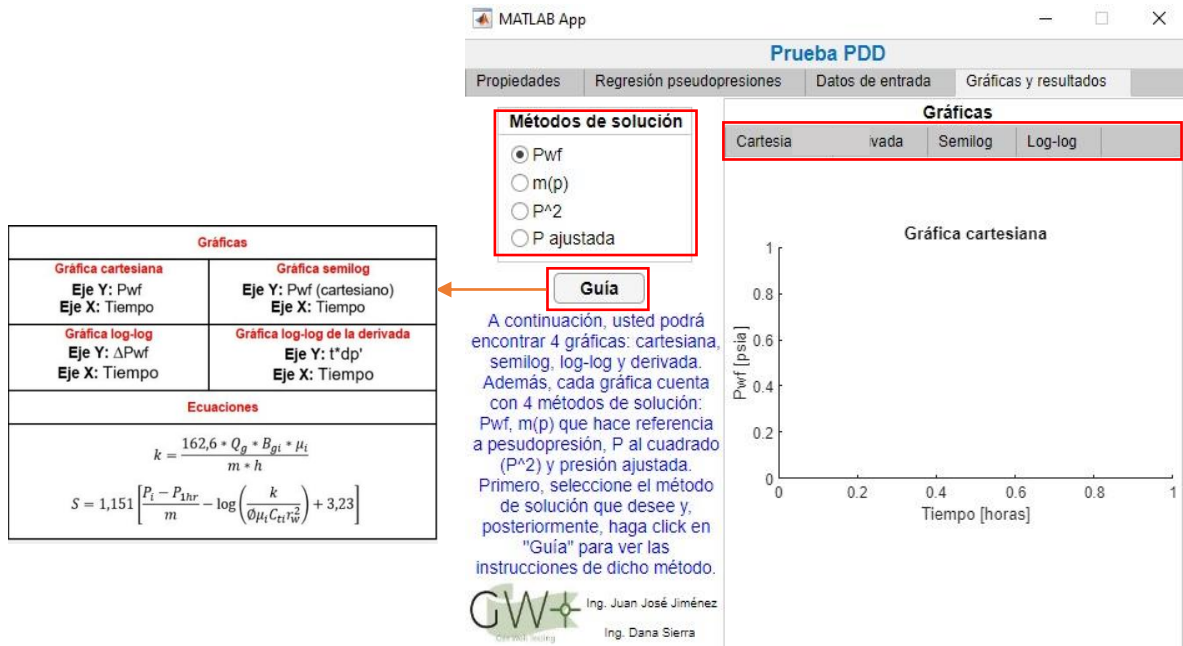 MATLAB App
Prueba PDD
Propiedades
Regresión pseudopresiones
Datos de entrada
Gráficas y resultados
Métodos de solución
Pwf
m(p)
P^2
P ajustada
Guía
A continuación, usted podrá
encontrar 4 gráficas: cartesiana,
semilog, log-log y derivada.
Además, cada gráfica cuenta
con 4 métodos de solución:
Pwf, m(p) que hace referencia
a pesudopresión, P al cuadrado
(P^2) y presión ajustada.
Primero, seleccione el método
de solución que desee y,
posteriormente, haga click en
"Guía" para ver las
instrucciones de dicho método.
GW
Ing. Juan José Jiménez
Ing. Dana Sierra
Gráficas
Cartesia
ivada
Semilog
Log-log
Gráfica cartesiana
1
0.8
0.6
0.4
0.2
0
Pwf [psia]
0
0.2
0.4
0.6
0.8
1
Tiempo [horas]
Gráficas
Gráfica cartesiana
Eje Y: Pwf
Eje X: Tiempo
Gráfica semilog
Eje Y: Pwf (cartesiano)
Eje X: Tiempo
Gráfica log-log
Eje Y: ΔPwf
Eje X: Tiempo
Gráfica log-log de la derivada
Eje Y: t*dp'
Eje X: Tiempo
Ecuaciones
k = 162,6 * Q_g * B_gi * μ_i / m * h
S = 1,151 [P_i − P_1hr / m − log (k / Ø μ_i C_ti r_w^2) + 3,23]